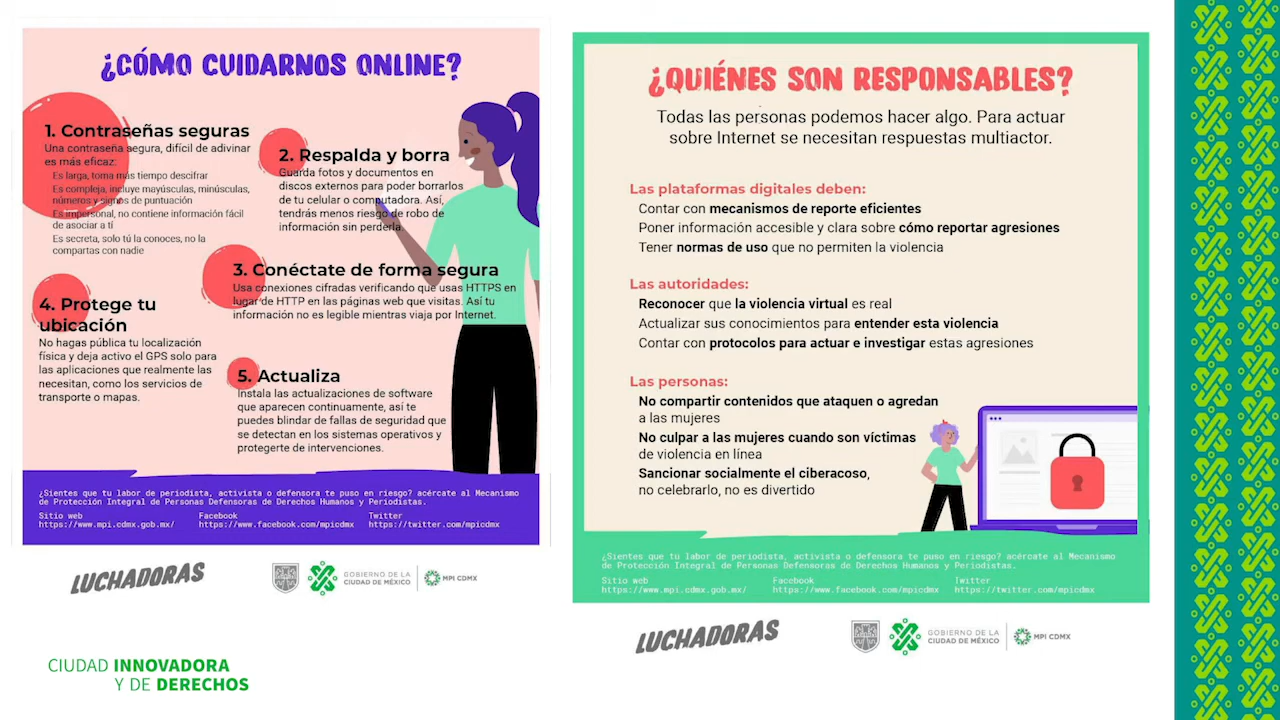 ¿CÓMO CUIDARNOS ONLINE?
1. Contraseñas seguras
Una contraseña segura, difícil de adivinar
es más eficaz:
Es larga, toma más tiempo descifrar
Es compleja, incluye mayúsculas, minúsculas,
números y signos de puntuación
Es impersonal, no contiene información fácil
de asociar a tí
Es secreta, solo tú la conoces, no la
compartas con nadie
2. Respalda y borra
Guarda fotos y documentos en
discos externos para poder borrarlos
de tu celular o computadora. Así,
tendrás menos riesgo de robo de
información sin perderla.
3. Conéctate de forma segura
Usa conexiones cifradas verificando que usas HTTPS en
lugar de HTTP en las páginas web que visitas. Así tu
información no es legible mientras viaja por Internet.
4. Protege tu
ubicación
No hagas pública tu localización
física y deja activo el GPS solo para
las aplicaciones que realmente las
necesitan, como los servicios de
transporte o mapas.
5. Actualiza
Instala las actualizaciones de software
que aparecen continuamente, así te
puedes blindar de fallas de seguridad que
se detectan en los sistemas operativos y
protegerte de intervenciones.
¿Sientes que tu labor de periodista, activista o defensora te puso en riesgo? acércate al Mecanismo
de Protección Integral de Personas Defensoras de Derechos Humanos y Periodistas.
Sitio web Facebook Twitter
https://www.mpi.cdmx.gob.mx/ https://www.facebook.com/mpicdmx https://twitter.com/mpicdmx
LUCHADORAS
GOBIERNO DE LA
CIUDAD DE MÉXICO
MPI CDMX
¿QUIÉNES SON RESPONSABLES?
Todas las personas podemos hacer algo. Para actuar
sobre Internet se necesitan respuestas multiactor.
Las plataformas digitales deben:
Contar con mecanismos de reporte eficientes
Poner información accesible y clara sobre cómo reportar agresiones
Tener normas de uso que no permiten la violencia
Las autoridades:
Reconocer que la violencia virtual es real
Actualizar sus conocimientos para entender esta violencia
Contar con protocolos para actuar e investigar estas agresiones
Las personas:
No compartir contenidos que ataquen o agredan
a las mujeres
No culpar a las mujeres cuando son víctimas
de violencia en línea
Sancionar socialmente el ciberacoso,
no celebrarlo, no es divertido
¿Sientes que tú labor de periodista, activista o defensora te puso en riesgo? acércate al Mecanismo
de Protección Integral de Personas Defensoras de Derechos Humanos y Periodistas.
Sitio web Facebook Twitter
https://www.mpi.cdmx.gob.mx/ https://www.facebook.com/mpicdmx https://twitter.com/mpicdmx
LUCHADORAS
GOBIERNO DE LA
CIUDAD DE MÉXICO
MPI CDMX
CIUDAD INNOVADORA
Y DE DERECHOS